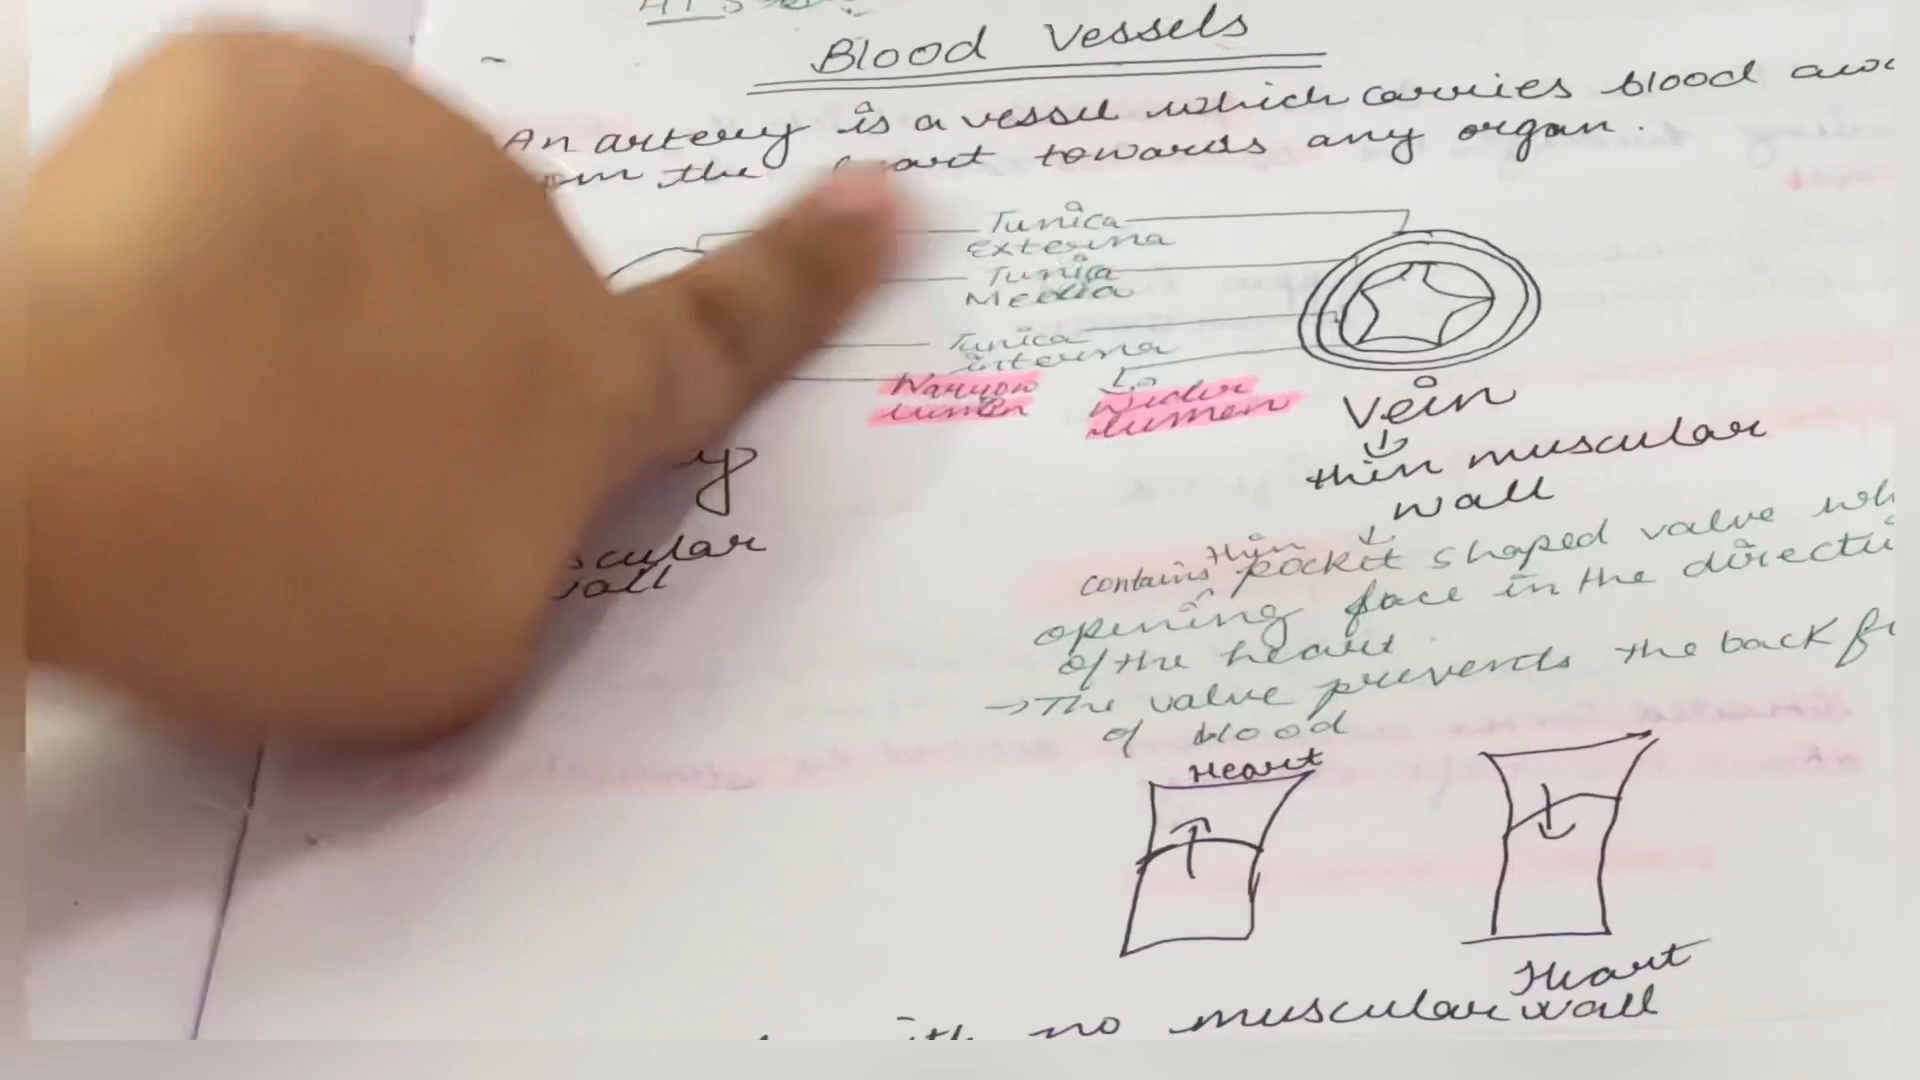 Blood Vessels
An artery is a vessel which carries blood
the towards any organ.
Tunica
Externa
Tunica
Media
Tunica
interna
Narrow
lumen
Wider
lumen
Vein
thin muscular
wall
contains thin pocket shaped valve
opening face in the
of the heart
→The valve prevents the back
of blood
Heart
Heart
no muscular wall